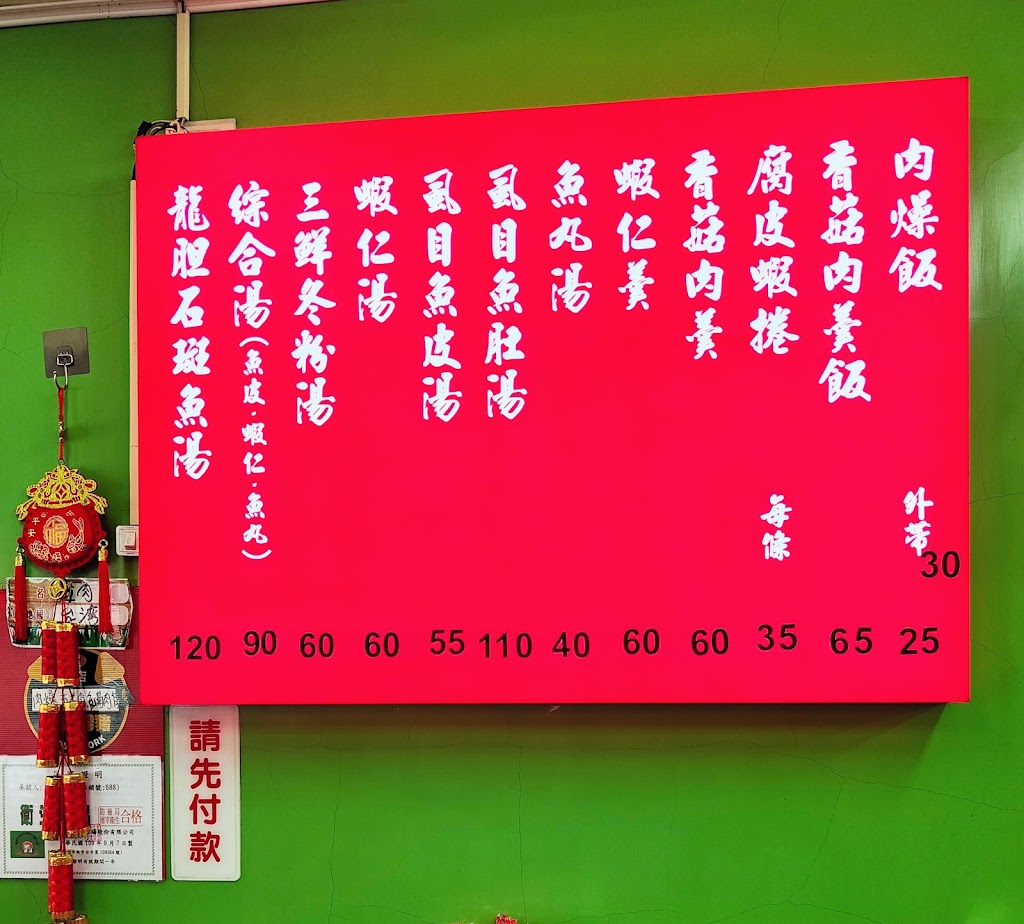 肉燥飯 外帶 30 25
香菇肉羹飯 65
腐皮蝦捲 每條 35
香菇肉羹 60
蝦仁羹 60
魚丸湯 40
虱目魚肚湯 110
虱目魚皮湯 55
蝦仁湯 60
三鮮冬粉湯 60
綜合湯(魚皮·蝦仁·魚丸) 90
龍胆石斑魚湯 120
請先付款
平安
福
合格